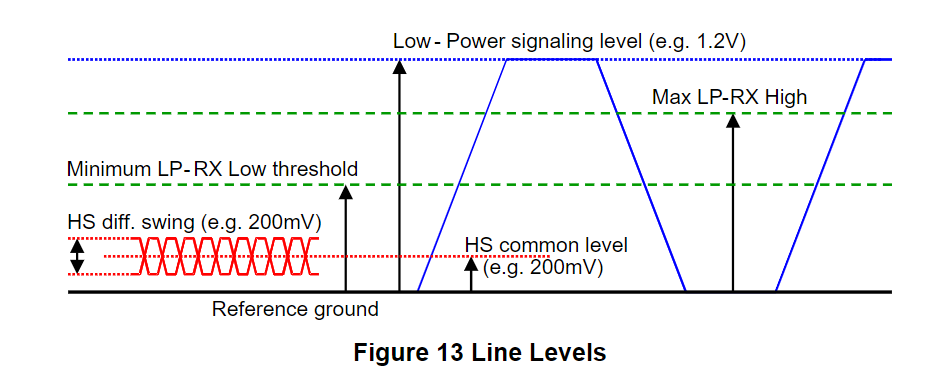 Low - Power signaling level (e.g. 1.2V)
Max LP-RX High
Minimum LP-RX Low threshold
HS diff. swing (e.g. 200mV)
HS common level
(e.g. 200mV)
Reference ground
Figure 13 Line Levels